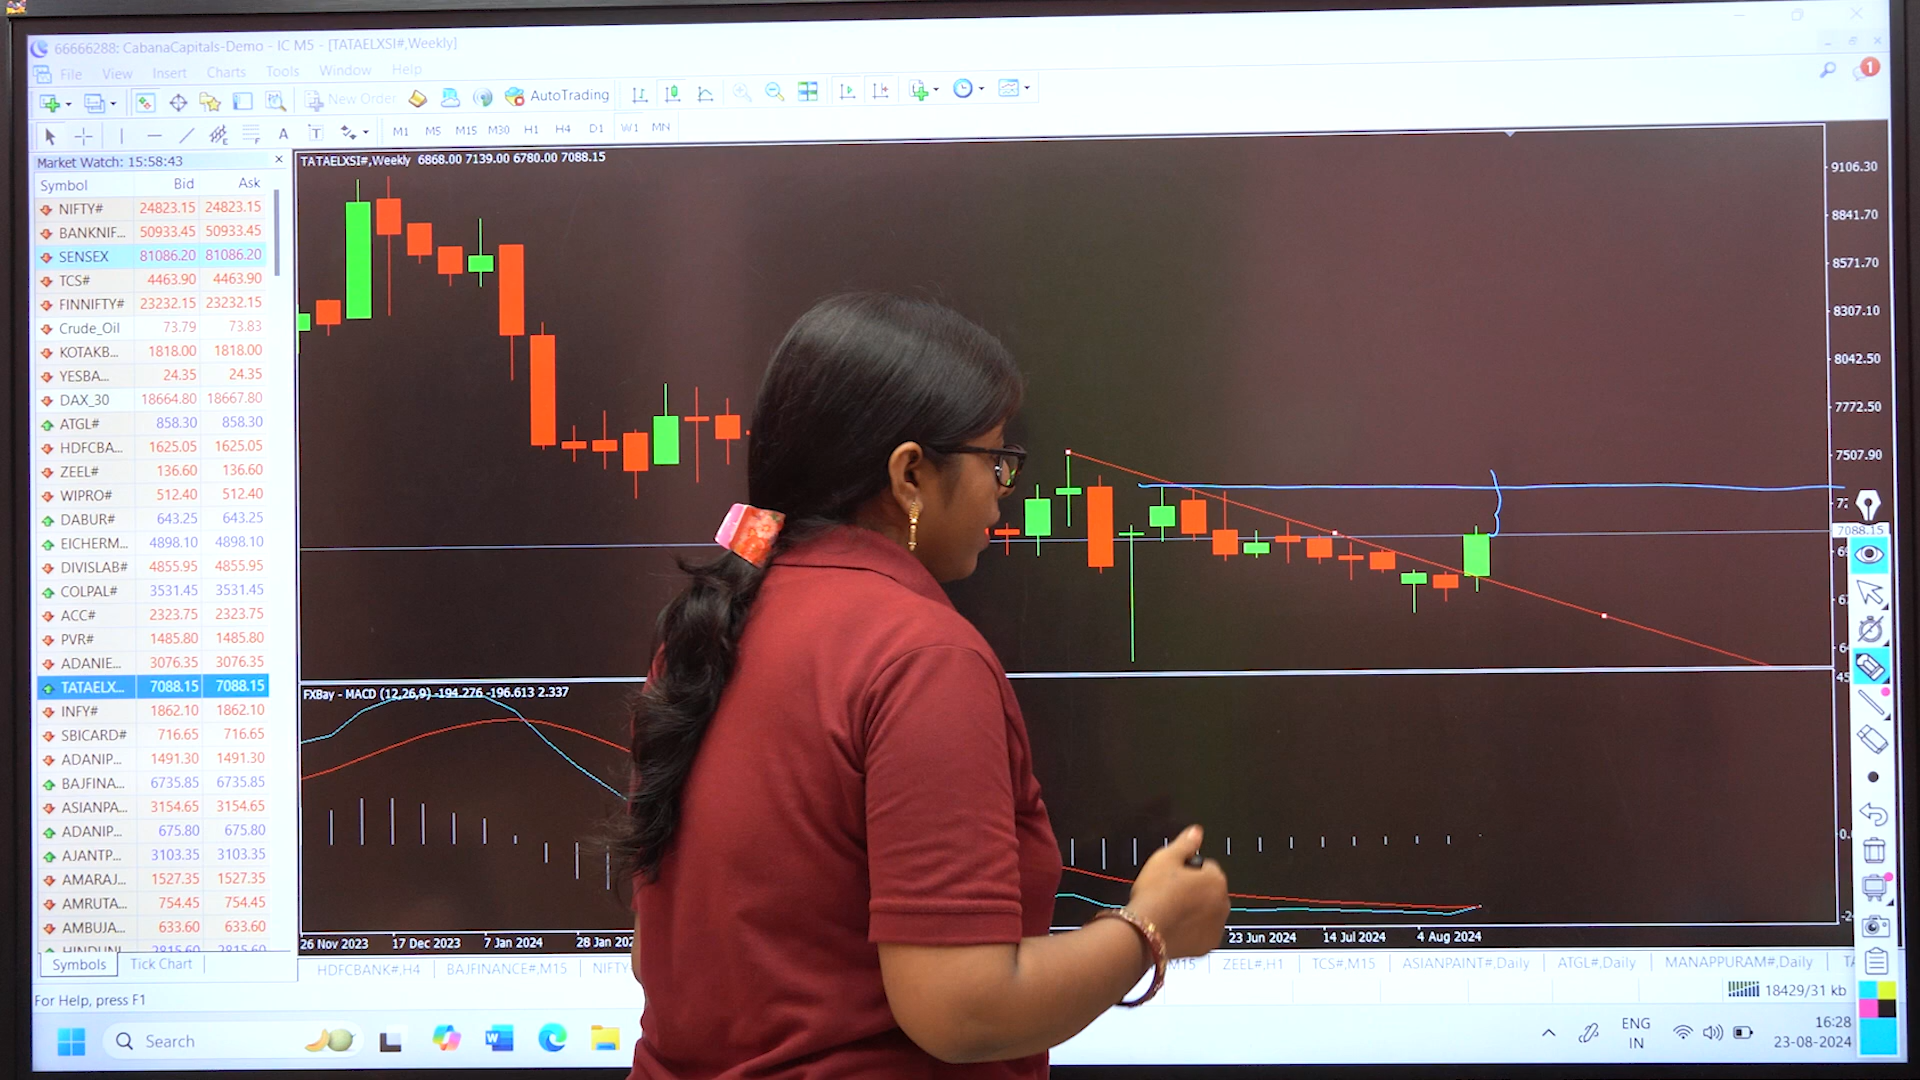 66666288: CabanaCapitals-Demo - IC M5 - [TATAELXSI#,Weekly]
File View Insert Charts Tools Window Help
1
New Order AutoTrading
M1 M5 M15 M30 H1 H4 D1 W1 MN
Market Watch: 15:58:43
Symbol Bid Ask
NIFTY# 24823.15 24823.15
BANKNIF... 50933.45 50933.45
SENSEX 81086.20 81086.20
TCS# 4463.90 4463.90
FINNIFTY# 23232.15 23232.15
Crude_Oil 73.79 73.83
KOTAKB... 1818.00 1818.00
YESBA... 24.35 24.35
DAX_30 18664.80 18667.80
ATGL# 858.30 858.30
HDFCBA... 1625.05 1625.05
ZEEL# 136.60 136.60
WIPRO# 512.40 512.40
DABUR# 643.25 643.25
EICHERM... 4898.10 4898.10
DIVISLAB# 4855.95 4855.95
COLPAL# 3531.45 3531.45
ACC# 2323.75 2323.75
PVR# 1485.80 1485.80
ADANIE... 3076.35 3076.35
TATAELX... 7088.15 7088.15
INFY# 1862.10 1862.10
SBICARD# 716.65 716.65
ADANIP... 1491.30 1491.30
BAJFINA... 6735.85 6735.85
ASIANPA... 3154.65 3154.65
ADANIP... 675.80 675.80
AJANTP... 3103.35 3103.35
AMARAJ... 1527.35 1527.35
AMRUTA... 754.45 754.45
AMBUJA... 633.60 633.60
HINDUNI... 2815.60 2815.60
Symbols Tick Chart
For Help, press F1
TATAELXSI#,Weekly 6868.00 7139.00 6780.00 7088.15
9106.30
8841.70
8571.70
8307.10
8042.50
7772.50
7507.90
7088.15
FXBay - MACD (12,26,9) -194.276 -196.613 2.337
26 Nov 2023 17 Dec 2023 7 Jan 2024 28 Jan 202 23 Jun 2024 14 Jul 2024 4 Aug 2024
HDFCBANK#,H4 BAJFINANCE#,M15 NIFTY M15 ZEEL#,H1 TCS#,M15 ASIANPAINT#,Daily ATGL#,Daily MANAPPURAM#,Daily TA
18429/31 kb
Search
ENG
IN
16:28
23-08-2024